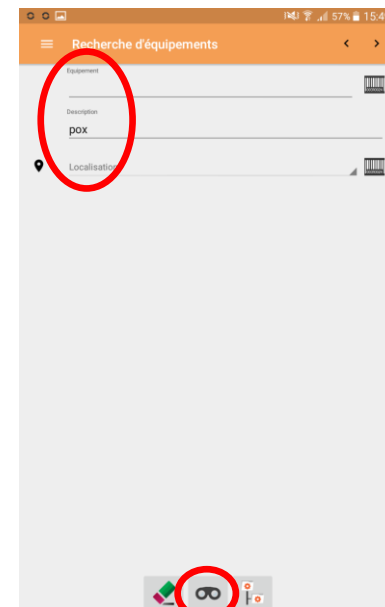 57% 15:4
Recherche d'équipements
Equipement
Description
pox
Localisation